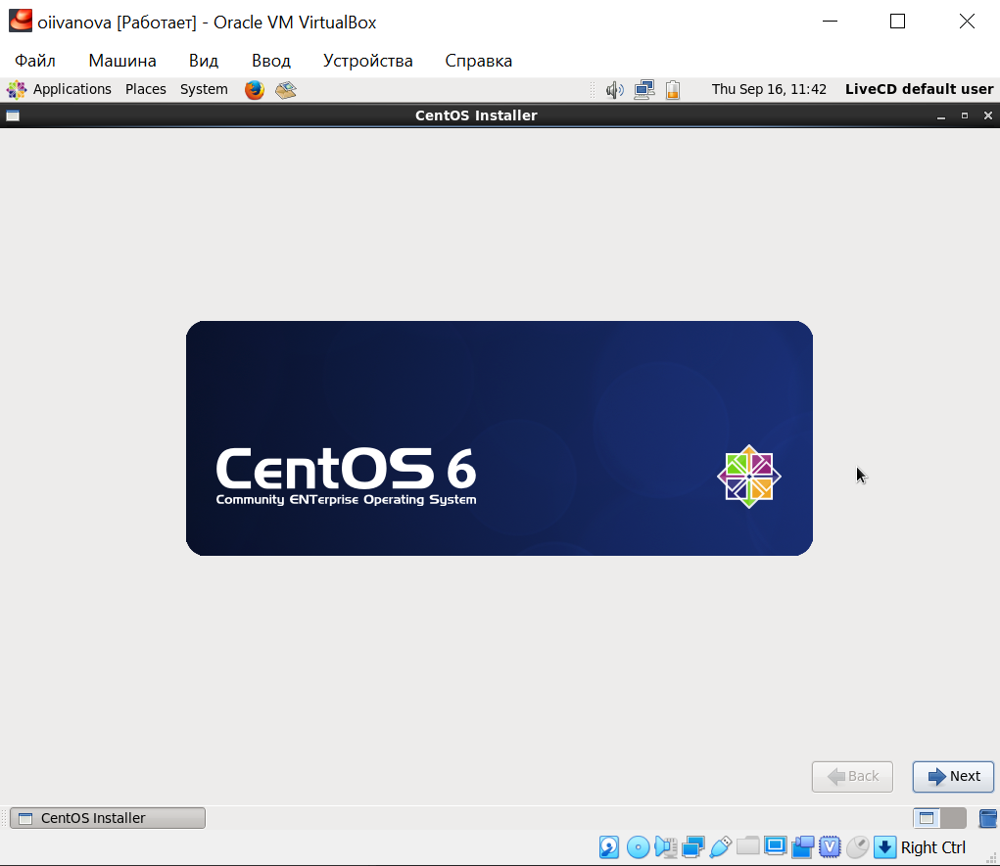 oiivanova [Работает] - Oracle VM VirtualBox
Файл Машина Вид Ввод Устройства Справка
Applications Places System Thu Sep 16, 11:42 LiveCD default user
CentOS Installer
CentOS 6
Community ENTerprise Operating System
Back Next
CentOS Installer
Right Ctrl